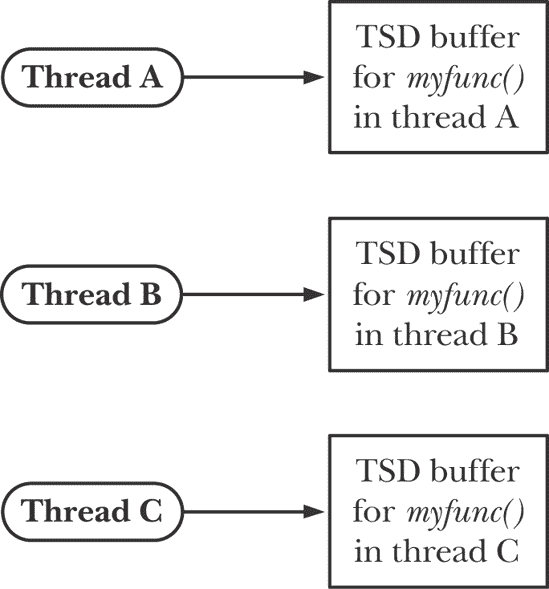 Thread A
TSD buffer
for myfunc()
in thread A
Thread B
TSD buffer
for myfunc()
in thread B
Thread C
TSD buffer
for myfunc()
in thread C